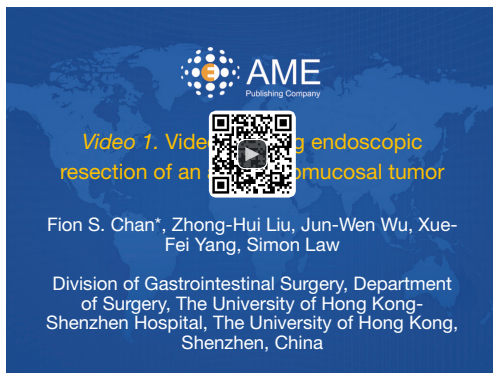 AME
Publishing Company
Video 1. endoscopic
resection of an tumor
Fion S. Chan*, Zhong-Hui Liu, Jun-Wen Wu, Xue-
Fei Yang, Simon Law
Division of Gastrointestinal Surgery, Department
of Surgery, The University of Hong Kong-
Shenzhen Hospital, The University of Hong Kong,
Shenzhen, China